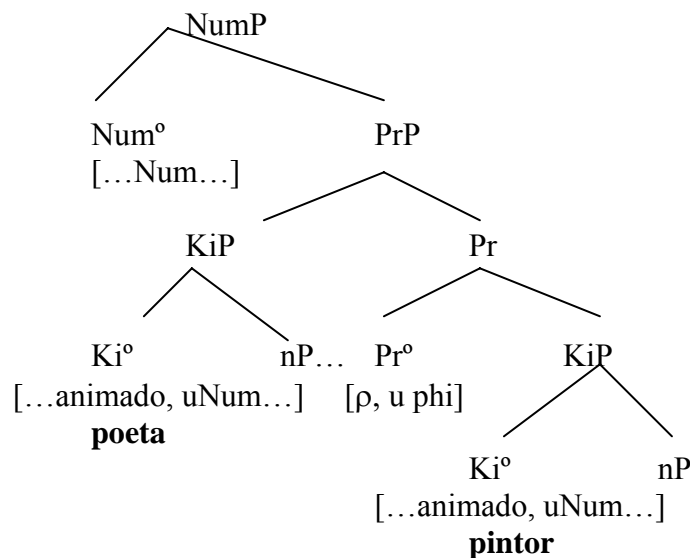 NumP
Numº PrP
[…Num…]
KiP Pr
Kiº nP… Prº KiP
[…animado, uNum…] [ρ, u phi]
poeta
Kiº nP
[…animado, uNum…]
pintor